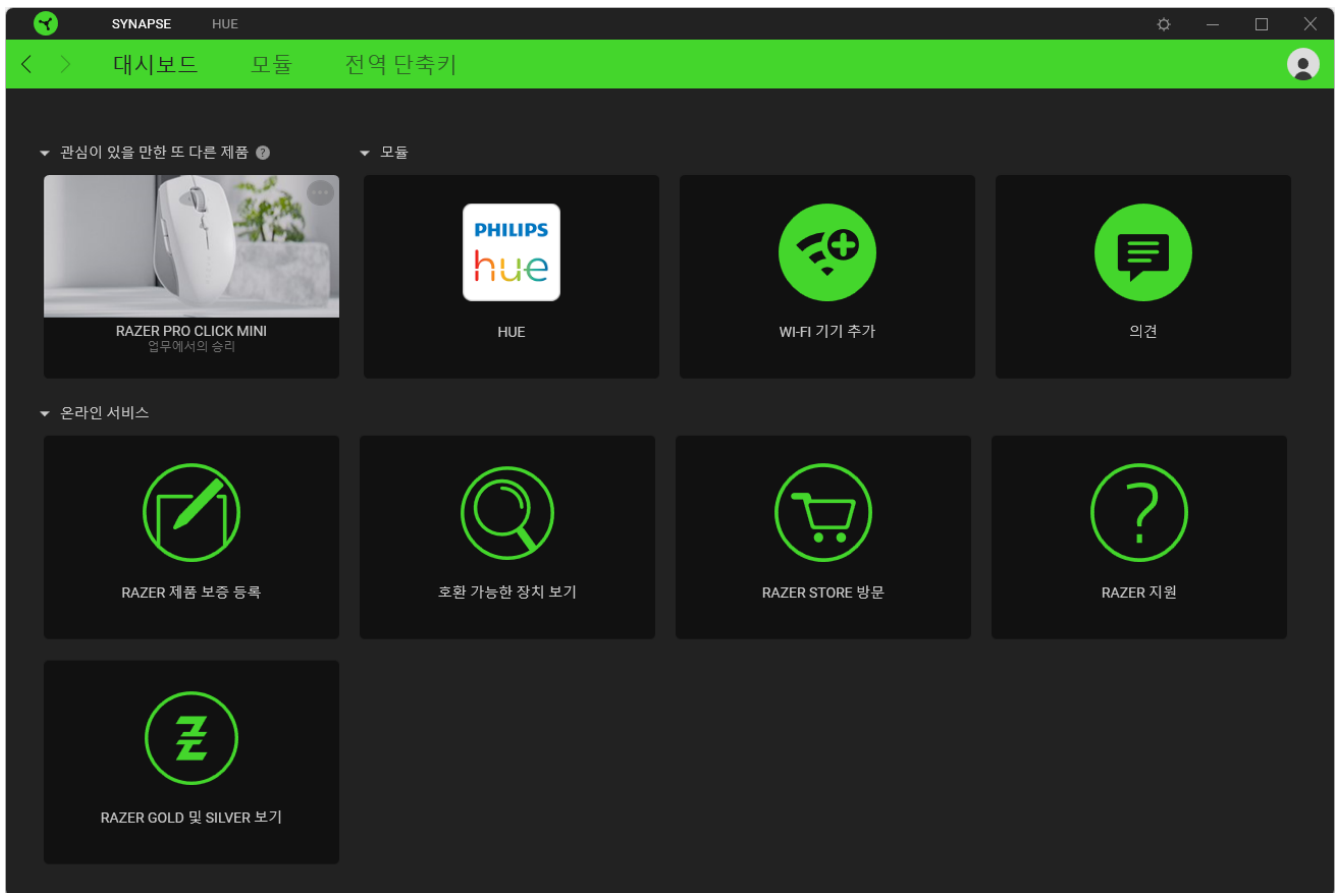 SYNAPSE HUE
대시보드 모듈 전역 단축키
관심이 있을 만한 또 다른 제품 ?
RAZER PRO CLICK MINI
업무에서의 승리
모듈
PHILIPS
hue
HUE
WI-FI 기기 추가
의견
온라인 서비스
RAZER 제품 보증 등록
호환 가능한 장치 보기
RAZER STORE 방문
?
RAZER 지원
RAZER GOLD 및 SILVER 보기